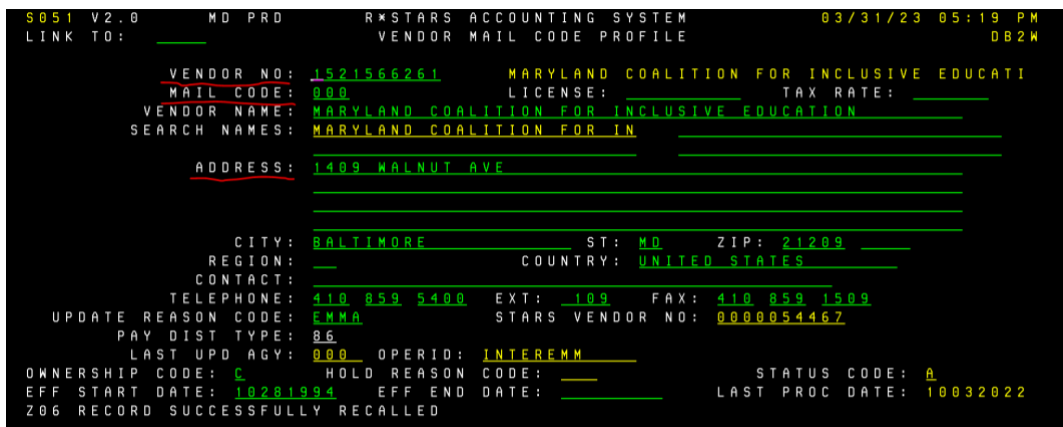 S051 V2.0 MD PRD R*STARS ACCOUNTING SYSTEM 03/31/23 05:19 PM
LINK TO: VENDOR MAIL CODE PROFILE DB2W
VENDOR NO: 1521566261 MARYLAND COALITION FOR INCLUSIVE EDUCATI
MAIL CODE: 000 LICENSE: TAX RATE:
VENDOR NAME: MARYLAND COALITION FOR INCLUSIVE EDUCATION
SEARCH NAMES: MARYLAND COALITION FOR IN
ADDRESS: 1409 WALNUT AVE
CITY: BALTIMORE ST: MD ZIP: 21209
REGION: COUNTRY: UNITED STATES
CONTACT:
TELEPHONE: 410 859 5400 EXT: 109 FAX: 410 859 1509
UPDATE REASON CODE: EMMA STARS VENDOR NO: 0000054467
PAY DIST TYPE: 86
LAST UPD AGY: 000 OPERID: INTEREMM
OWNERSHIP CODE: C HOLD REASON CODE: STATUS CODE: A
EFF START DATE: 10281994 EFF END DATE: LAST PROC DATE: 10032022
Z06 RECORD SUCCESSFULLY RECALLED